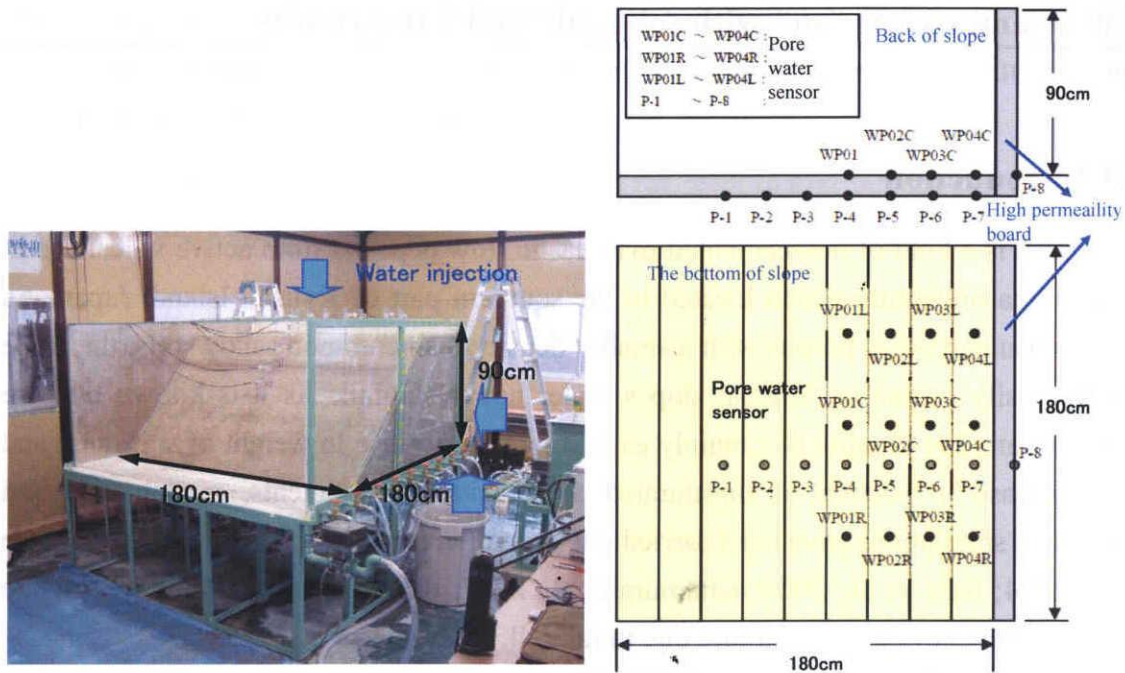 Water injection
90cm
180cm
180cm
WP01C ~ WP04C :
WP01R ~ WP04R :
WP01L ~ WP04L :
P-1 ~ P-8 :
Pore
water
sensor
Back of slope
90cm
WP02C WP04C
WP01 WP03C
P-8
P-1 P-2 P-3 P-4 P-5 P-6 P-7
High permeaility
board
The bottom of slope
WP01L WP03L
WP02L WP04L
Pore water
sensor
WP01C WP03C
WP02C WP04C
P-8
P-1 P-2 P-3 P-4 P-5 P-6 P-7
WP01R WP03R
WP02R WP04R
180cm
180cm